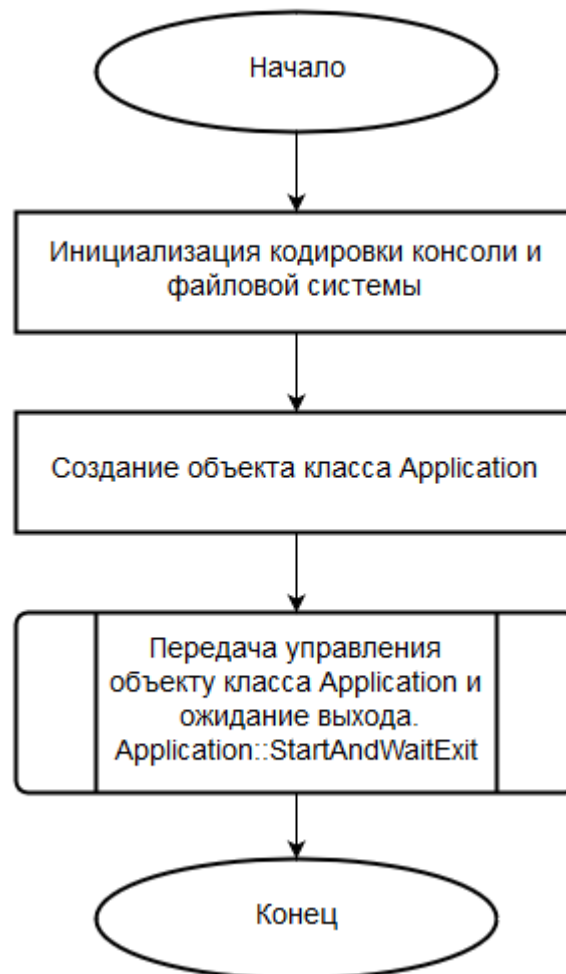 Начало
Инициализация кодировки консоли и
файловой системы
Создание объекта класса Application
Передача управления
объекту класса Application и
ожидание выхода.
Application::StartAndWaitExit
Конец